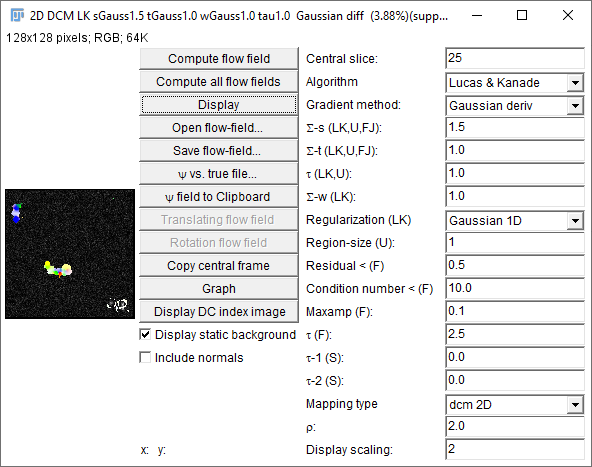 2D DCM LK sGauss1.5 tGauss1.0 wGauss1.0 tau1.0 Gaussian diff (3.88%)(supp...
128x128 pixels; RGB; 64K
Compute flow field Central slice: 25
Compute all flow fields Algorithm Lucas & Kanade
Display Gradient method: Gaussian deriv
Open flow-field... Σ-s (LK,U,FJ): 1.5
Save flow-field... Σ-t (LK,U,FJ): 1.0
ψ vs. true file... τ (LK,U): 1.0
ψ field to Clipboard Σ-w (LK): 1.0
Translating flow field Regularization (LK) Gaussian 1D
Rotation flow field Region-size (U): 1
Copy central frame Residual < (F) 0.5
Graph Condition number < (F) 10.0
Display DC index image Maxamp (F): 0.1
Display static background τ (F): 2.5
Include normals τ-1 (S): 0.0
τ-2 (S): 0.0
Mapping type dcm 2D
ρ: 2.0
x: y: Display scaling: 2